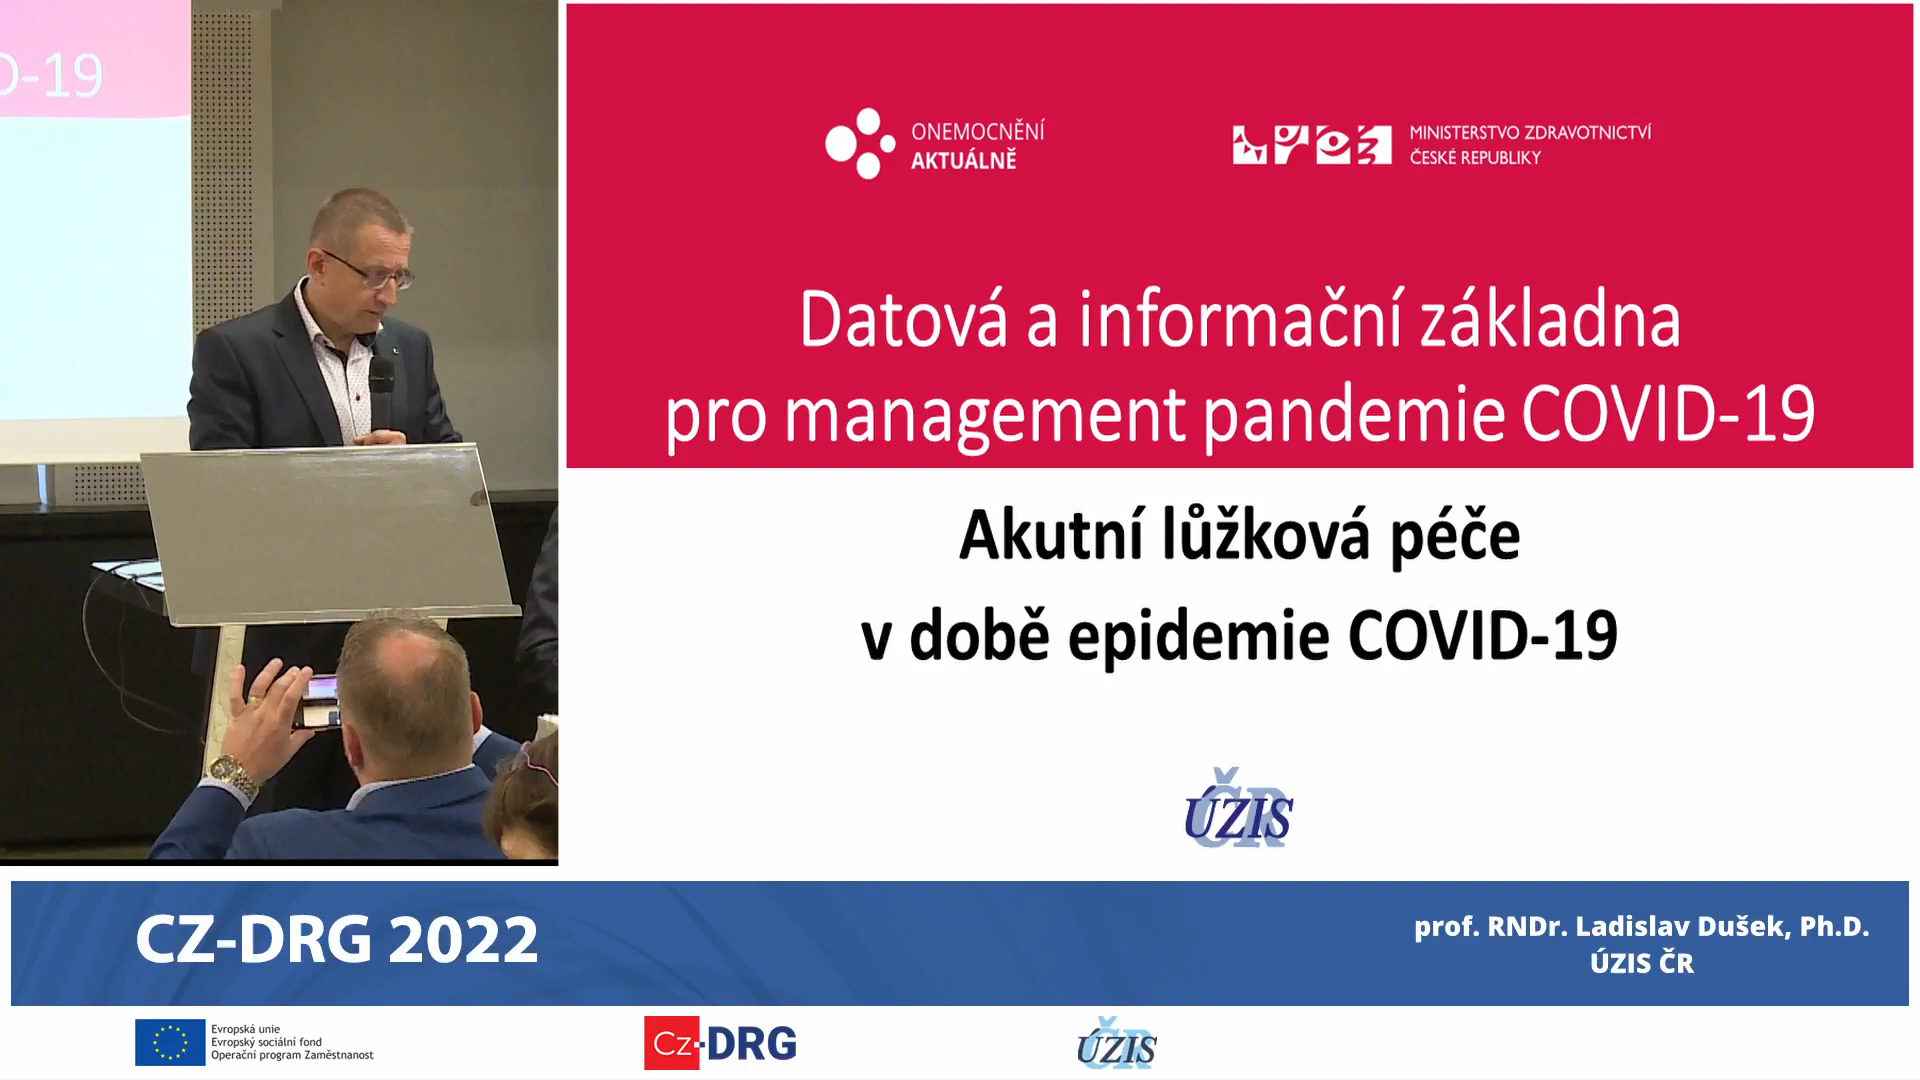 D-19
ONEMOCNĚNÍ
AKTUÁLNĚ
MINISTERSTVO ZDRAVOTNICTVÍ
ČESKÉ REPUBLIKY
Datová a informační základna
pro management pandemie COVID-19
Akutní lůžková péče
v době epidemie COVID-19
ÚZIS ČR
CZ-DRG 2022
prof. RNDr. Ladislav Dušek, Ph.D.
ÚZIS ČR
Evropská unie
Evropský sociální fond
Operační program Zaměstnanost
CZ-DRG
ÚZIS ČR